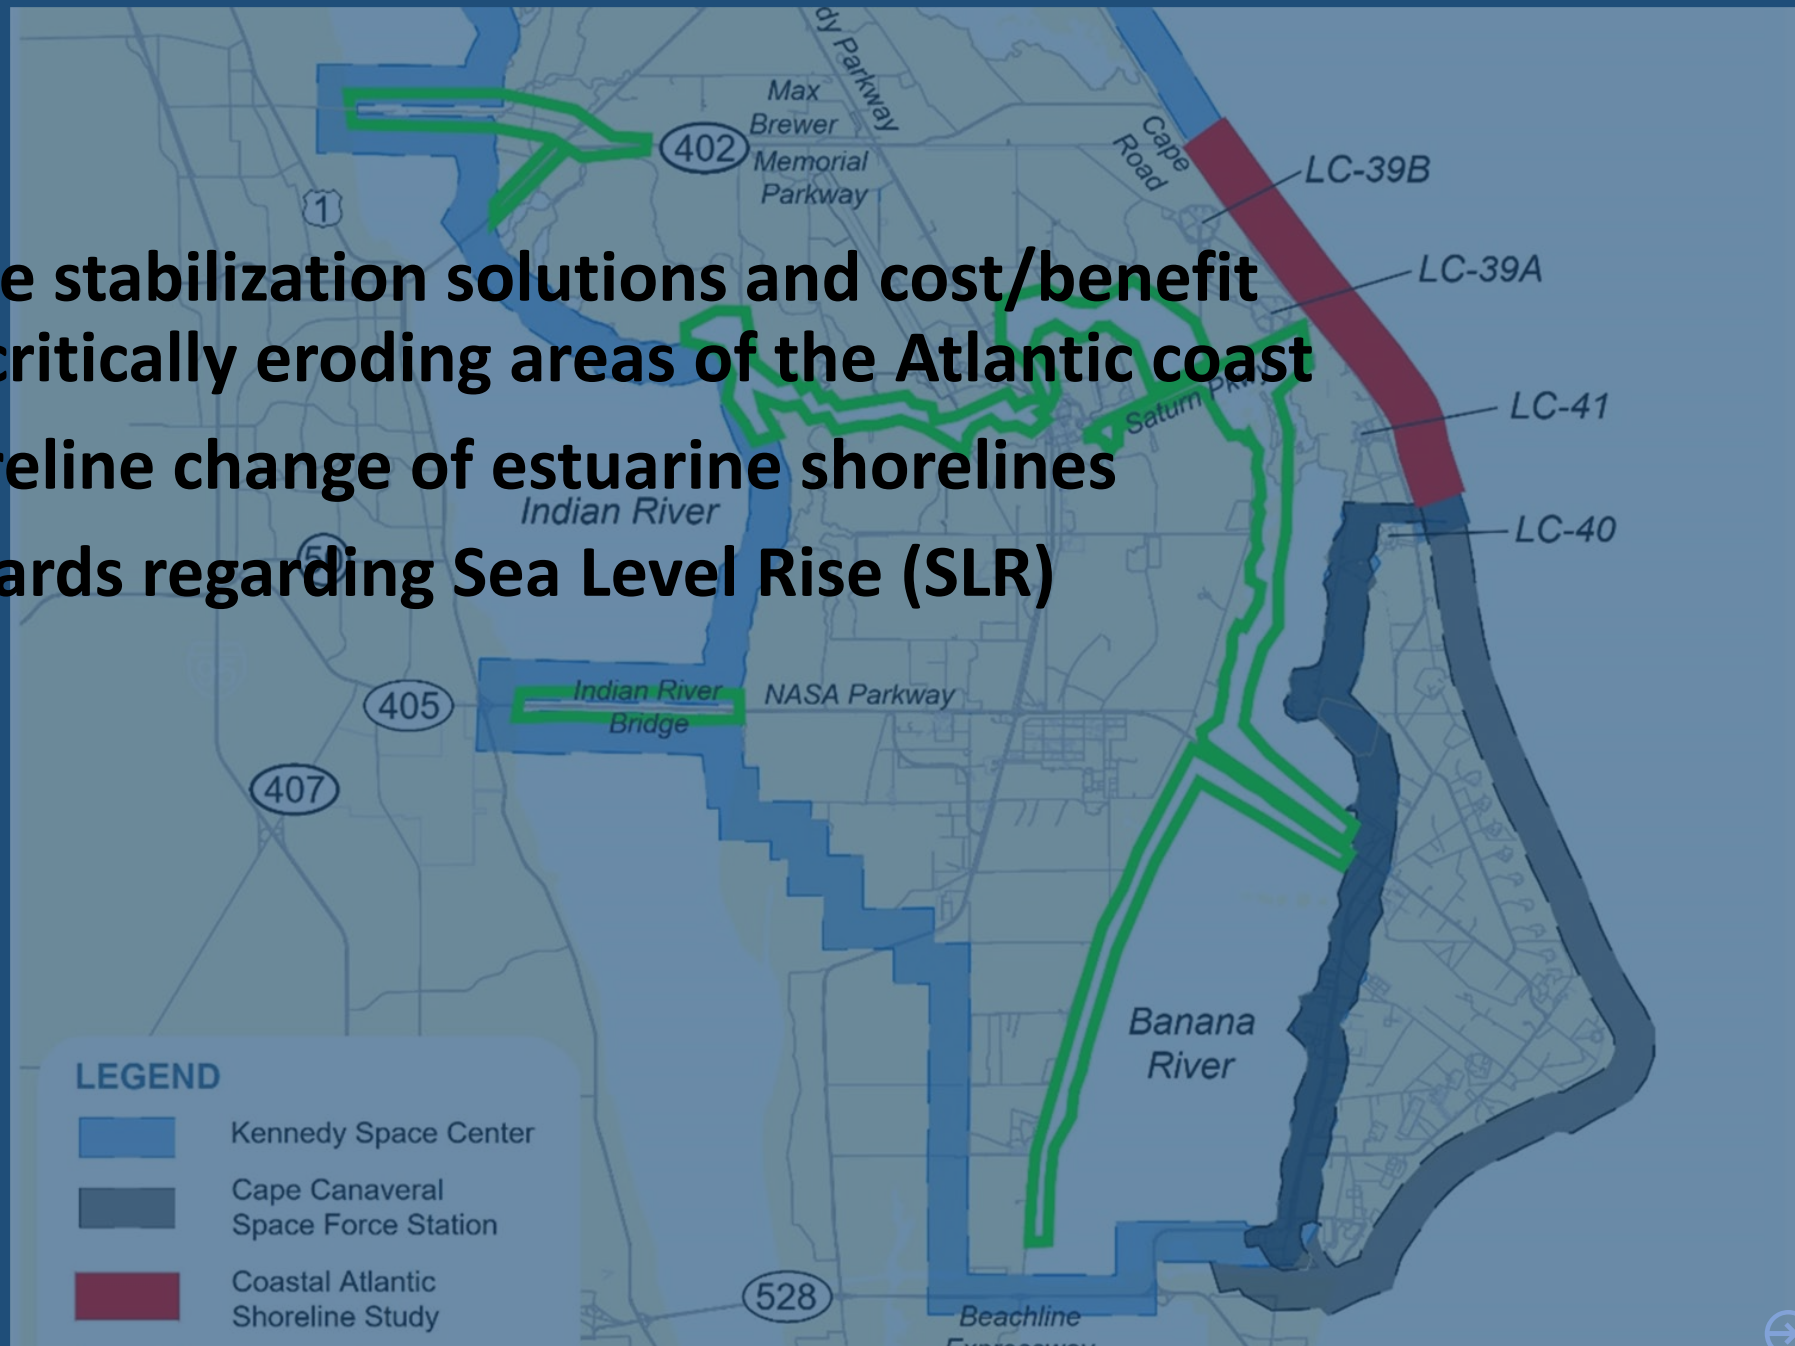 dy Parkway
Max
Brewer
402
Memorial
Parkway
Cape
Road
LC-39B
1
LC-39A
e stabilization solutions and cost/benefit
critically eroding areas of the Atlantic coast
Saturn Pkwy
LC-41
reline change of estuarine shorelines
Indian River
LC-40
50
ards regarding Sea Level Rise (SLR)
405
Indian River
Bridge
NASA Parkway
407
Banana
River
LEGEND
Kennedy Space Center
Cape Canaveral
Space Force Station
Coastal Atlantic
Shoreline Study
528
Beachline